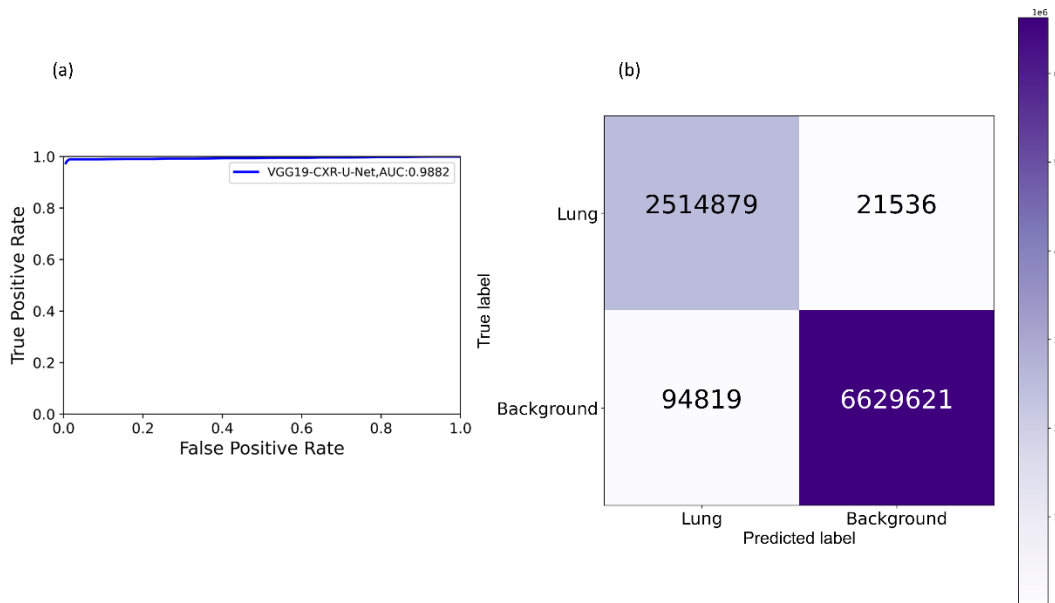 (a)
1.0
0.8
0.6
0.4
0.2
0.0
True Positive Rate
VGG19-CXR-U-Net,AUC:0.9882
0.0 0.2 0.4 0.6 0.8 1.0
False Positive Rate
(b)
True label
Lung
Background
2514879 21536
94819 6629621
Lung Background
Predicted label
1e6